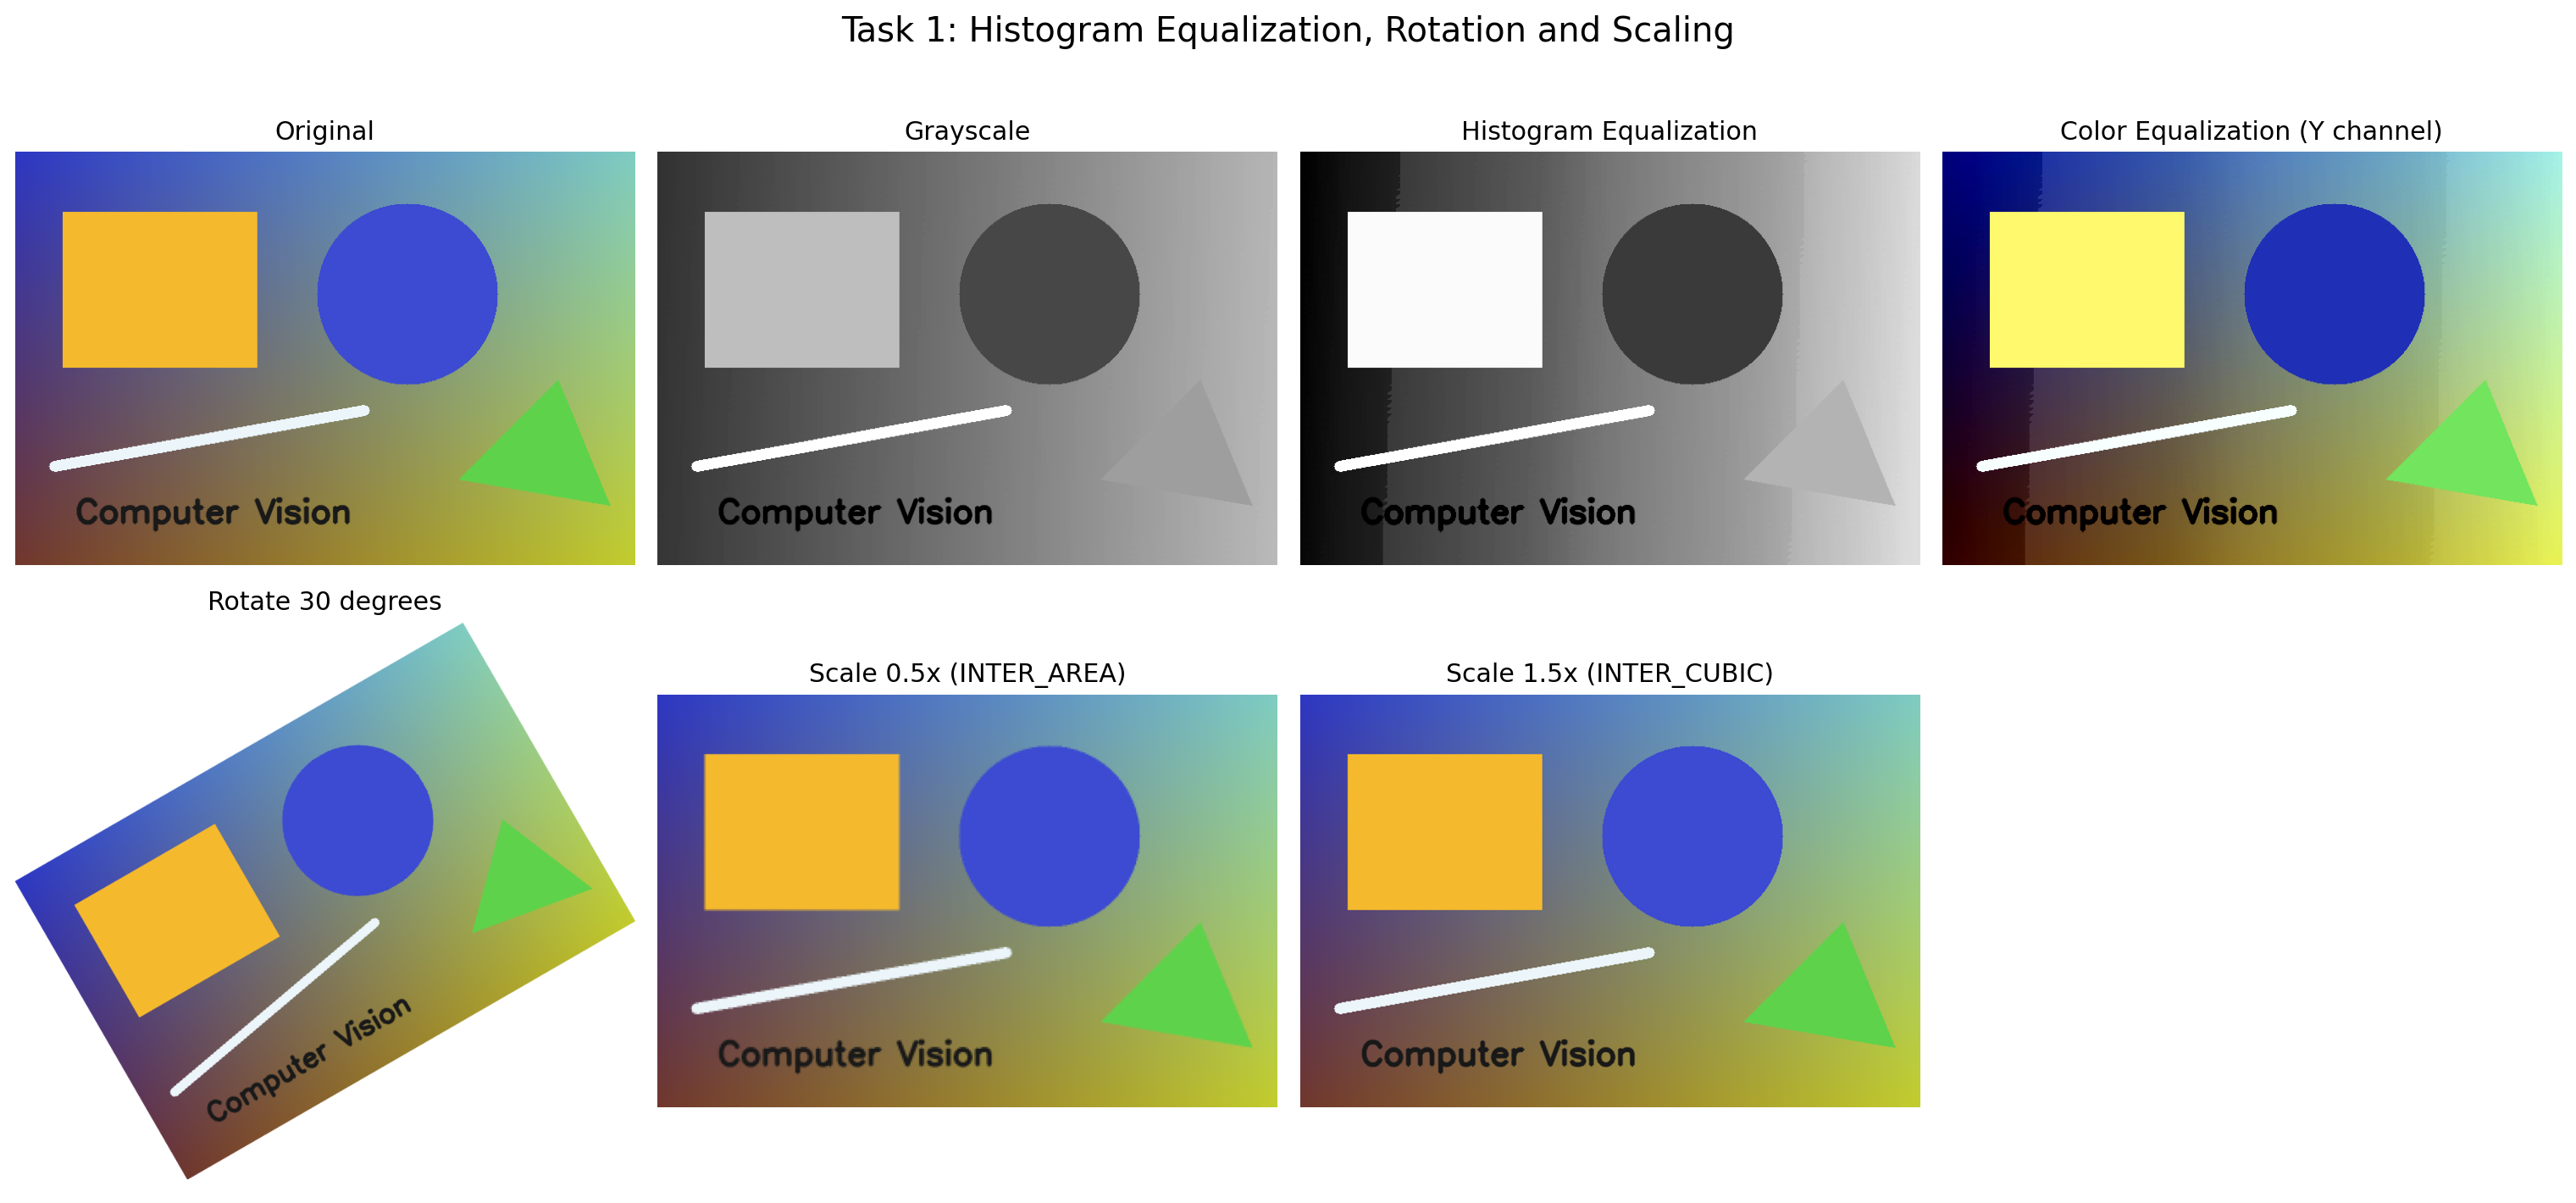 Task 1: Histogram Equalization, Rotation and Scaling
Original
Grayscale
Histogram Equalization
Color Equalization (Y channel)
Computer Vision
Computer Vision
Computer Vision
Computer Vision
Rotate 30 degrees
Scale 0.5x (INTER_AREA)
Scale 1.5x (INTER_CUBIC)
Computer Vision
Computer Vision
Computer Vision